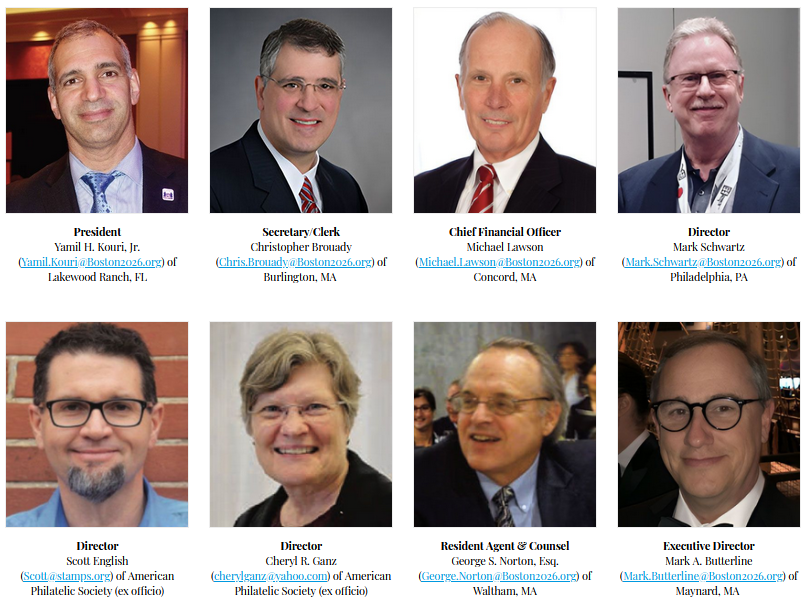 President
Yamil H. Kouri, Jr.
(Yamil.Kouri@Boston2026.org) of
Lakewood Ranch, FL
Secretary/Clerk
Christopher Brouady
(Chris.Brouady@Boston2026.org) of
Burlington, MA
Chief Financial Officer
Michael Lawson
(Michael.Lawson@Boston2026.org) of
Concord, MA
Director
Mark Schwartz
(Mark.Schwartz@Boston2026.org) of
Philadelphia, PA
Director
Scott English
(Scott@stamps.org) of American
Philatelic Society (ex officio)
Director
Cheryl R. Ganz
(cherylganz@yahoo.com) of American
Philatelic Society (ex officio)
Resident Agent & Counsel
George S. Norton, Esq.
(George.Norton@Boston2026.org) of
Waltham, MA
Executive Director
Mark A. Butterline
(Mark.Butterline@Boston2026.org) of
Maynard, MA